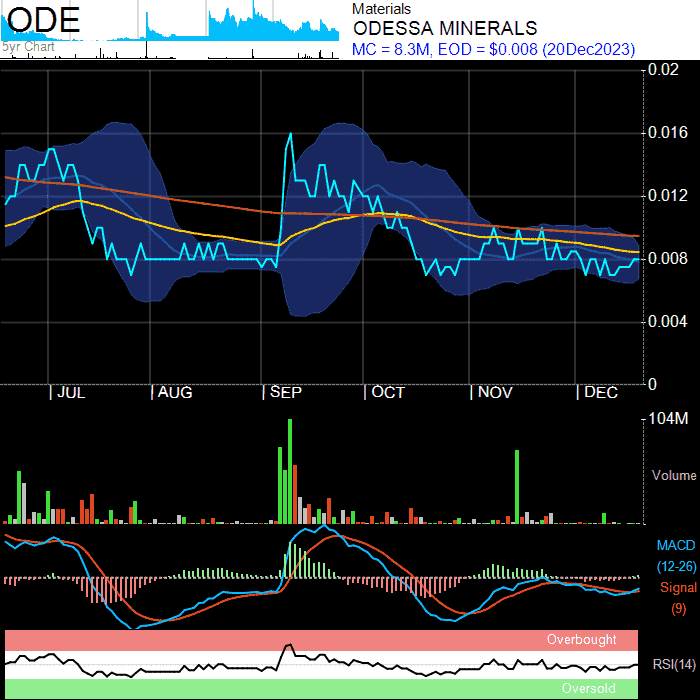 ODE
5yr Chart
Materials
ODESSA MINERALS
MC = 8.3M, EOD = $0.008 (20Dec2023)
0.02
0.016
0.012
0.008
0.004
0
JUL
AUG
SEP
OCT
NOV
DEC
104M
Volume
MACD
(12-26)
Signal
(9)
Overbought
RSI(14)
Oversold